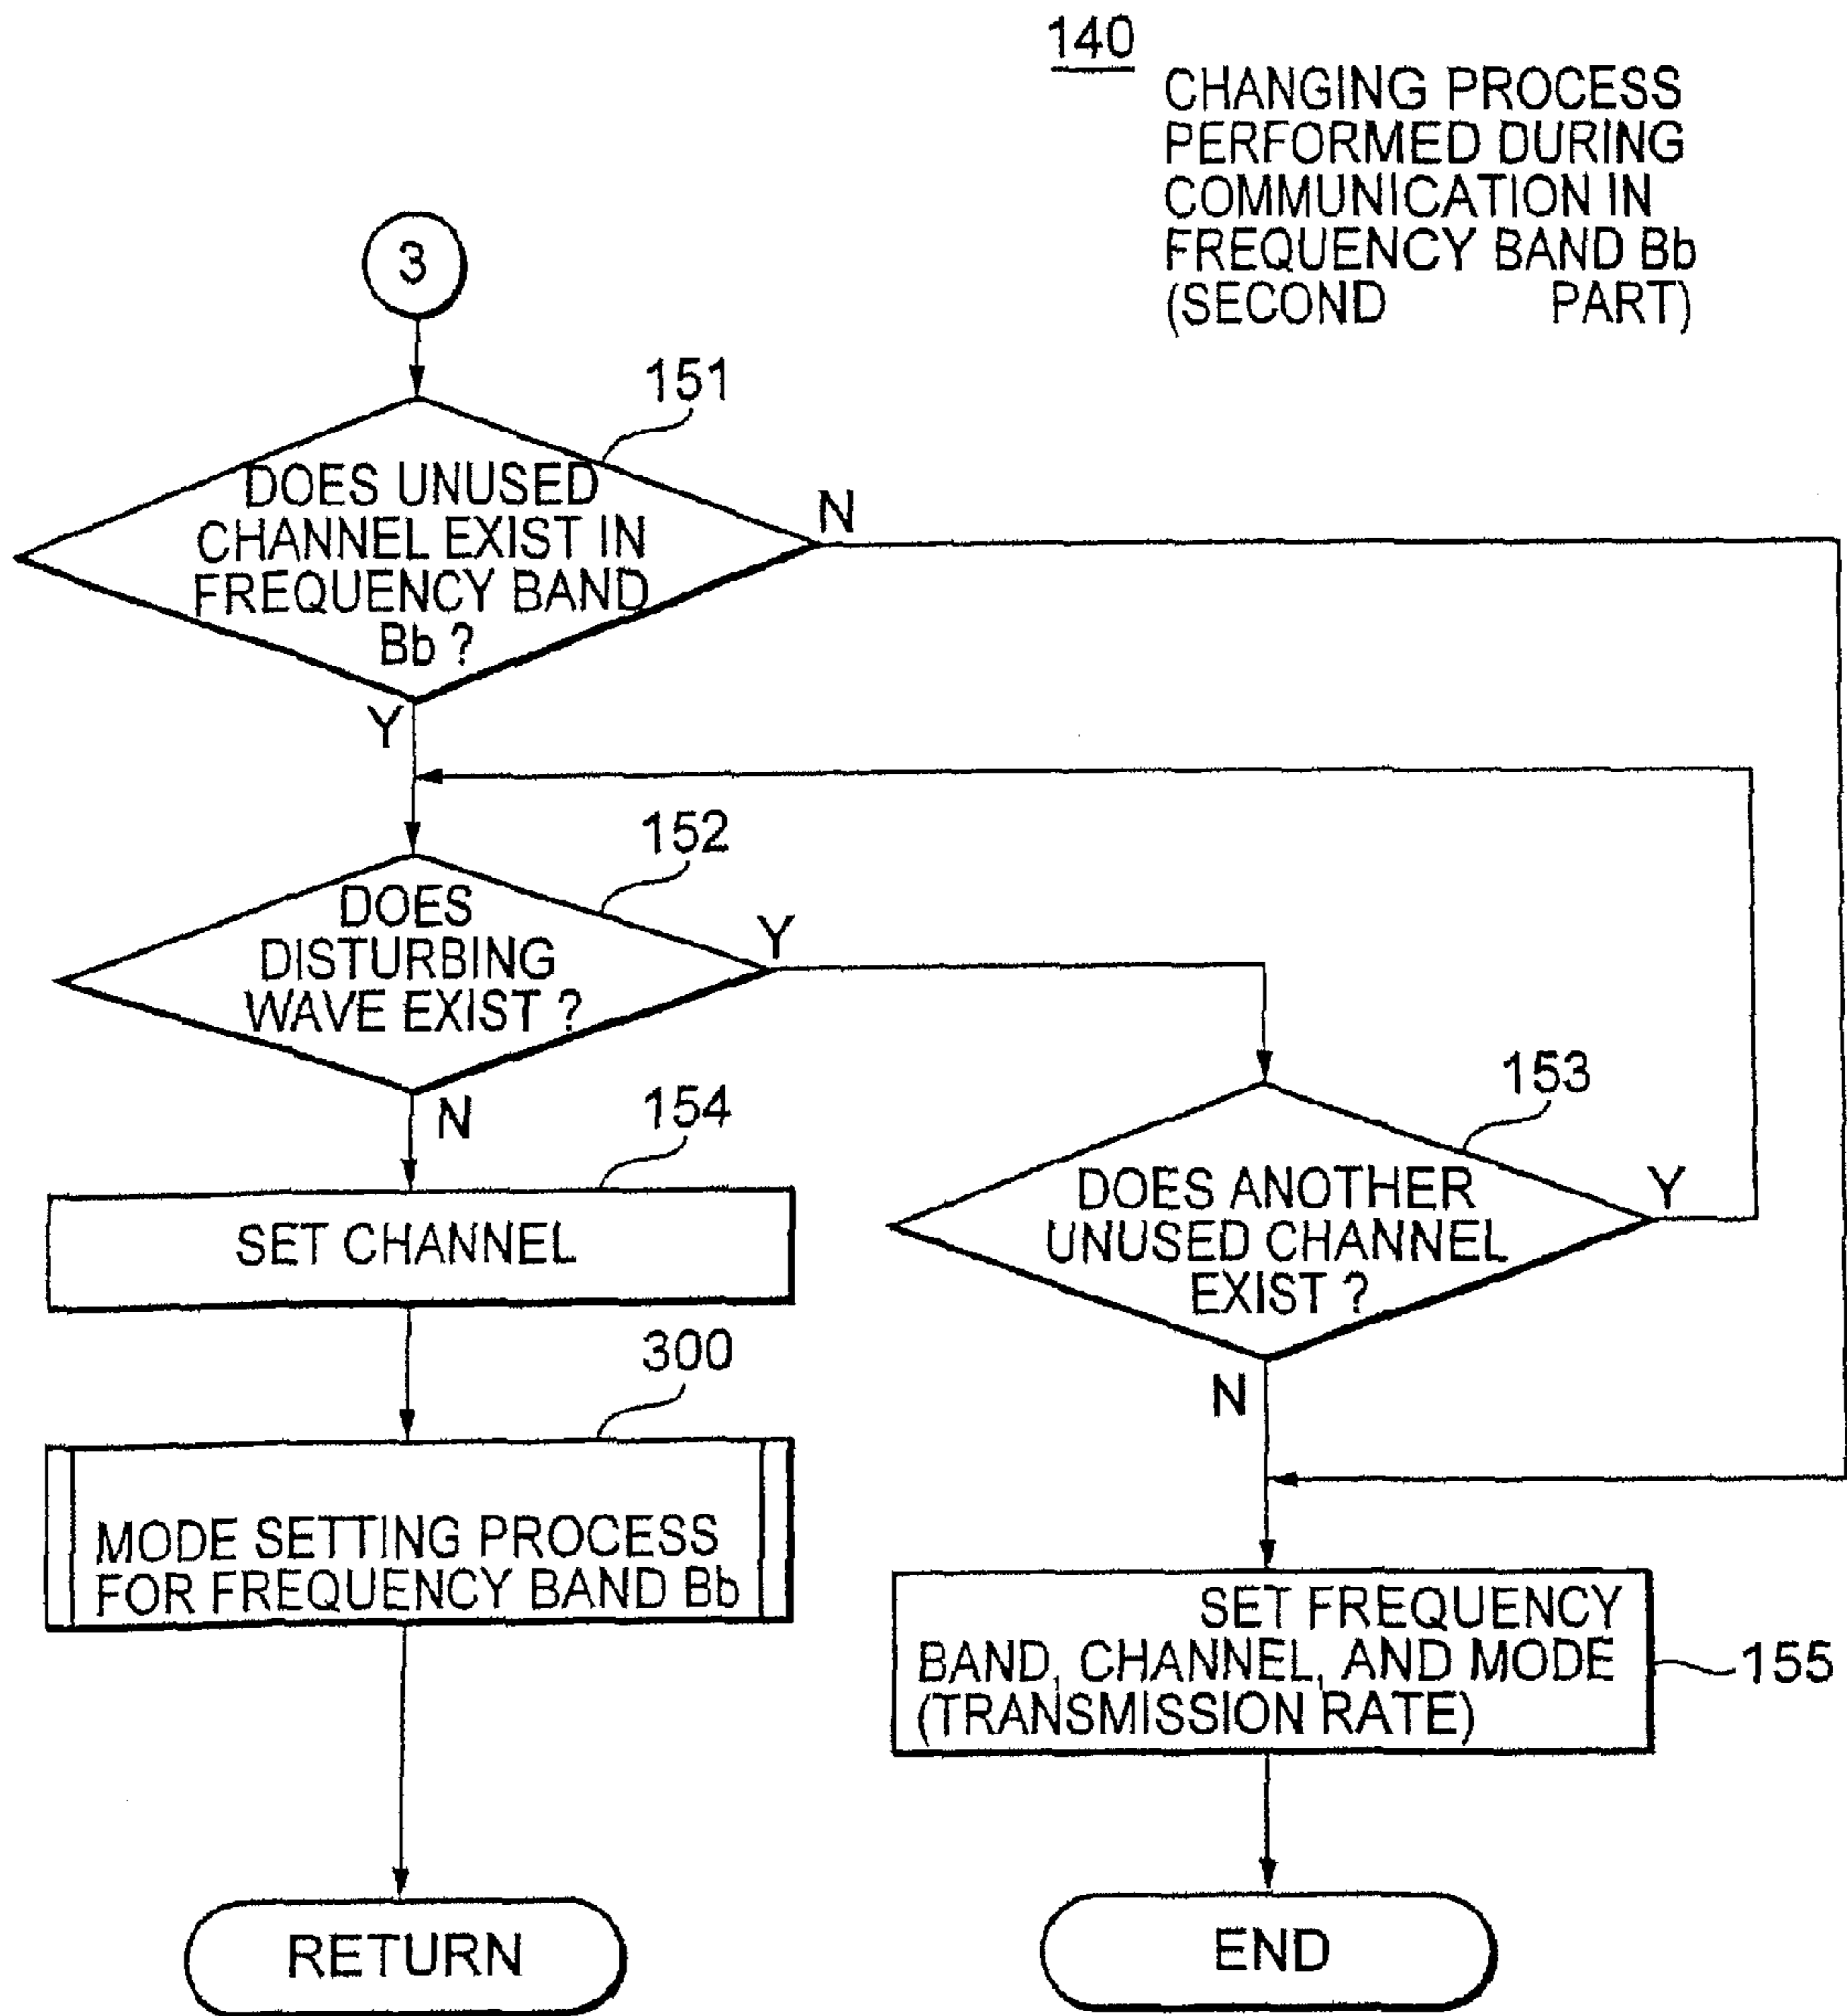 140
CHANGING PROCESS
PERFORMED DURING
COMMUNICATION IN
FREQUENCY BAND Bb
(SECOND PART)
3
151
DOES UNUSED
CHANNEL EXIST IN
FREQUENCY BAND
Bb ?
N
Y
152
DOES
DISTURBING
WAVE EXIST ?
Y
N
153
DOES ANOTHER
UNUSED CHANNEL
EXIST ?
Y
N
154
SET CHANNEL
300
MODE SETTING PROCESS
FOR FREQUENCY BAND Bb
SET FREQUENCY
BAND, CHANNEL, AND MODE
(TRANSMISSION RATE)
155
RETURN
END